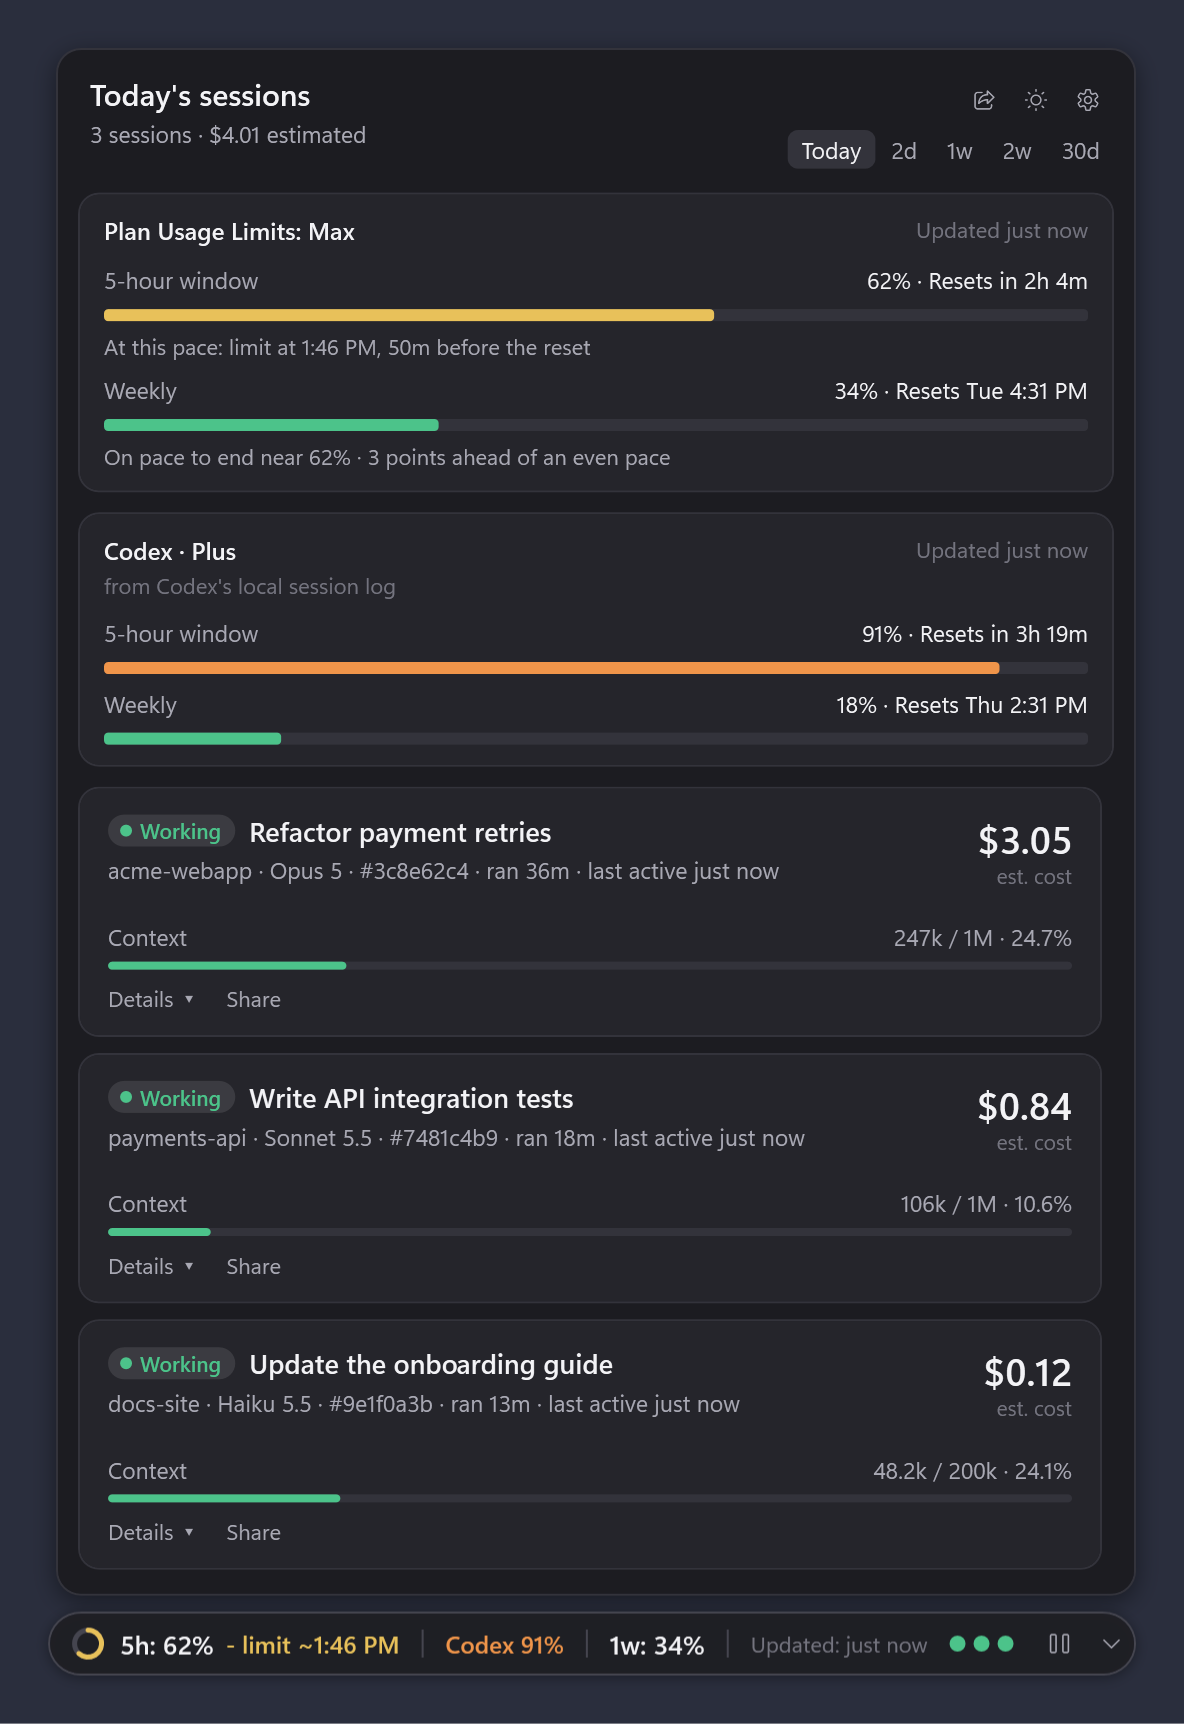 Today's sessions
3 sessions · $4.01 estimated
Today 2d 1w 2w 30d
Plan Usage Limits: Max Updated just now
5-hour window 62% · Resets in 2h 4m
At this pace: limit at 1:46 PM, 50m before the reset
Weekly 34% · Resets Tue 4:31 PM
On pace to end near 62% · 3 points ahead of an even pace
Codex · Plus Updated just now
from Codex's local session log
5-hour window 91% · Resets in 3h 19m
Weekly 18% · Resets Thu 2:31 PM
Working Refactor payment retries $3.05
acme-webapp · Opus 5 · #3c8e62c4 · ran 36m · last active just now est. cost
Context 247k / 1M · 24.7%
Details ▾ Share
Working Write API integration tests $0.84
payments-api · Sonnet 5.5 · #7481c4b9 · ran 18m · last active just now est. cost
Context 106k / 1M · 10.6%
Details ▾ Share
Working Update the onboarding guide $0.12
docs-site · Haiku 5.5 · #9e1f0a3b · ran 13m · last active just now est. cost
Context 48.2k / 200k · 24.1%
Details ▾ Share
5h: 62% - limit ~1:46 PM Codex 91% 1w: 34% Updated: just now